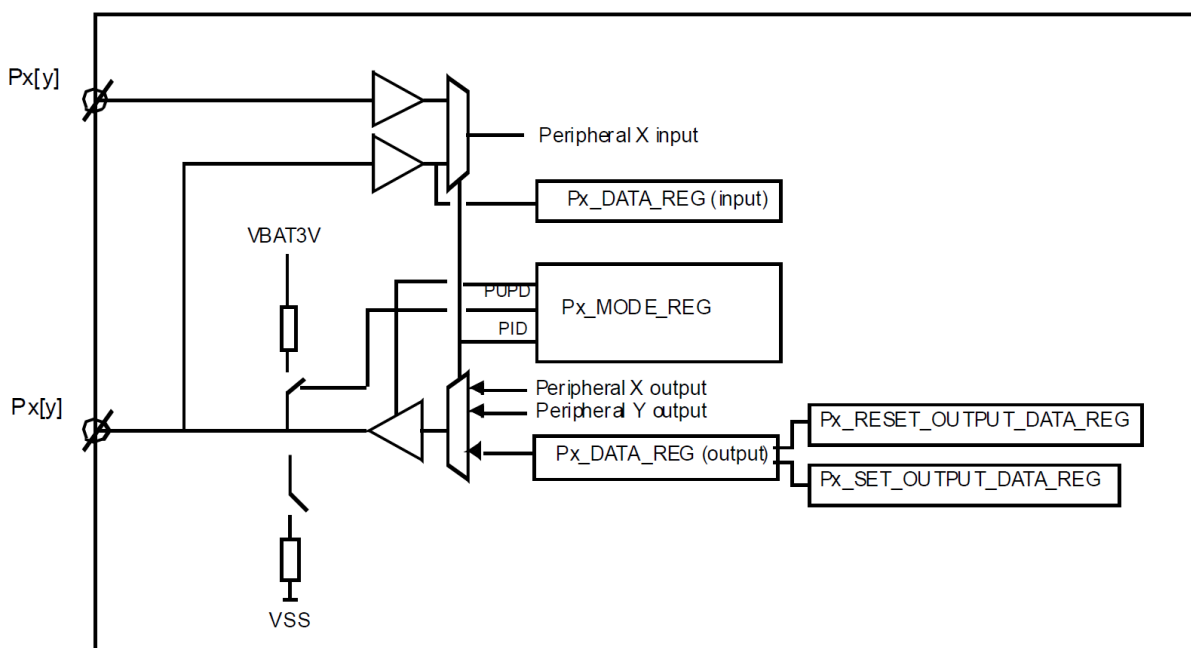 Px[y]
Peripheral X input
Px_DATA_REG (input)
VBAT3V
PUPD
Px_MODE_REG
PID
Peripheral X output
Px[y]
Peripheral Y output
Px_RESET_OUTPUT_DATA_REG
Px_DATA_REG (output)
Px_SET_OUTPUT_DATA_REG
VSS